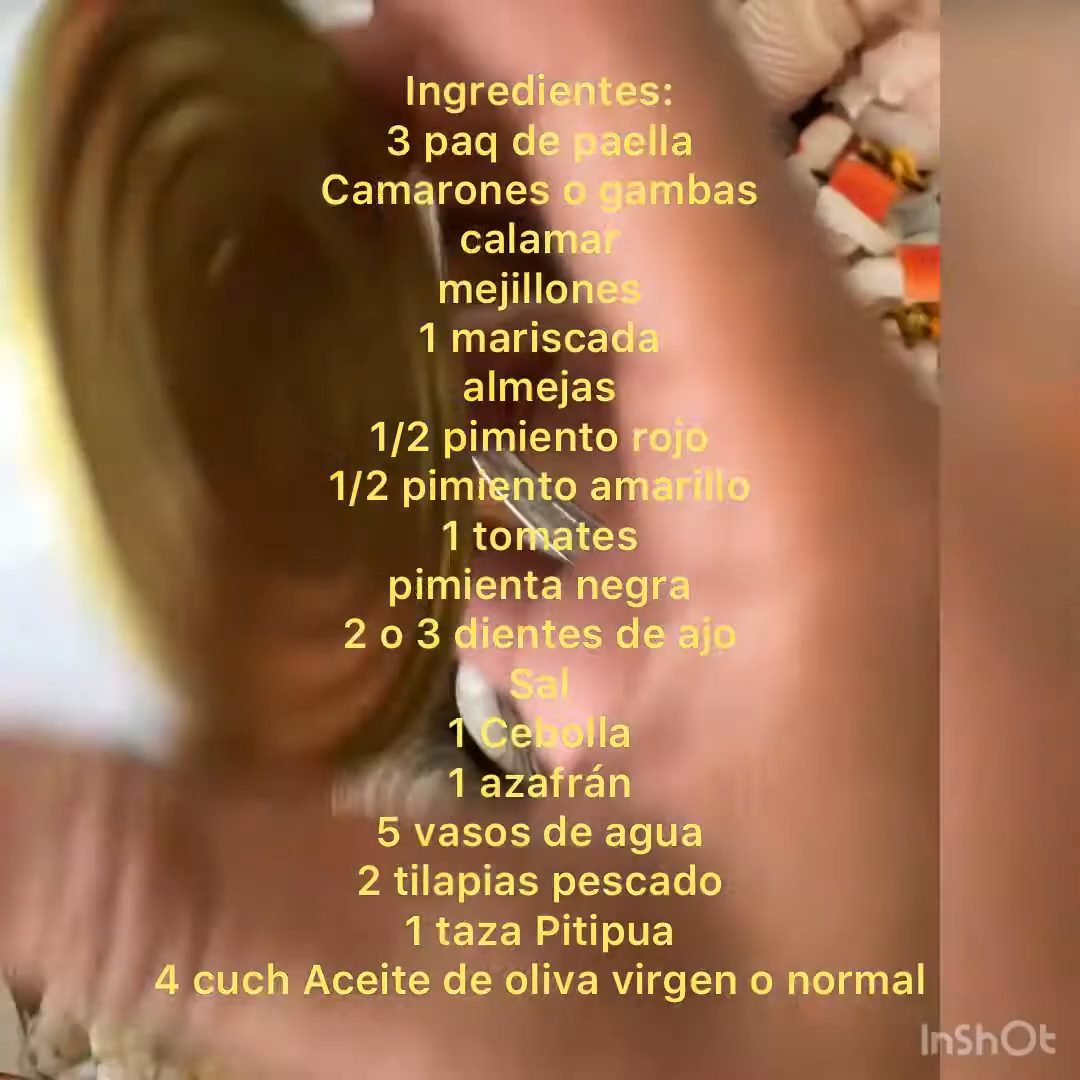 Ingredientes:
3 paq de paella
Camarones o gambas
calamar
mejillones
1 mariscada
almejas
1/2 pimiento rojo
1/2 pimiento amarillo
1 tomates
pimienta negra
2 o 3 dientes de ajo
Sal
1 Cebolla
1 azafrán
5 vasos de agua
2 tilapias pescado
1 taza Pitipua
4 cuch Aceite de oliva virgen o normal
InShOt